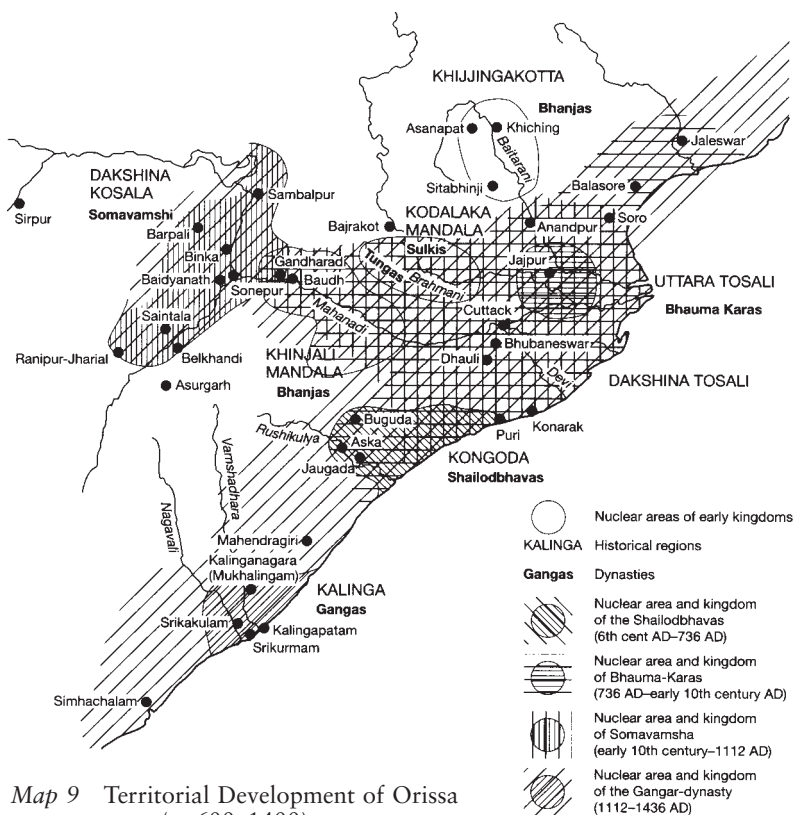 KHIJJINGAKOTTA
Bhanjas
Asanapat
Khiching
Baitarani
Jaleswar
DAKSHINA
KOSALA
Somavamshi
Sirpur
Sambalpur
Sitabhinji
Balasore
Barpali
Bajrakot
KODALAKA
MANDALA
Sulkis
Anandpur
Soro
Binka
Gandharadi
Tungas
Brahmani
Jajpur
UTTARA TOSALI
Bhauma Karas
Baidyanath
Sonepur
Baudh
Mahanadi
Cuttack
Saintala
Bhubaneswar
Ranipur-Jharial
Belkhandi
KHINJALI
MANDALA
Bhanjas
Dhauli
Devi
DAKSHINA TOSALI
Asurgarh
Buguda
Puri
Konarak
Rushikulya
Aska
Jaugada
KONGODA
Shailodbhavas
Vamshadhara
Nagavali
Mahendragiri
Kalinganagara
(Mukhalingam)
KALINGA
Gangas
Srikakulam
Kalingapatam
Srikurmam
Simhachalam
Nuclear areas of early kingdoms
KALINGA Historical regions
Gangas Dynasties
Nuclear area and kingdom
of the Shailodbhavas
(6th cent AD–736 AD)
Nuclear area and kingdom
of Bhauma-Karas
(736 AD–early 10th century AD)
Nuclear area and kingdom
of Somavamsha
(early 10th century–1112 AD)
Nuclear area and kingdom
of the Gangar-dynasty
(1112–1436 AD)
Map 9 Territorial Development of Orissa